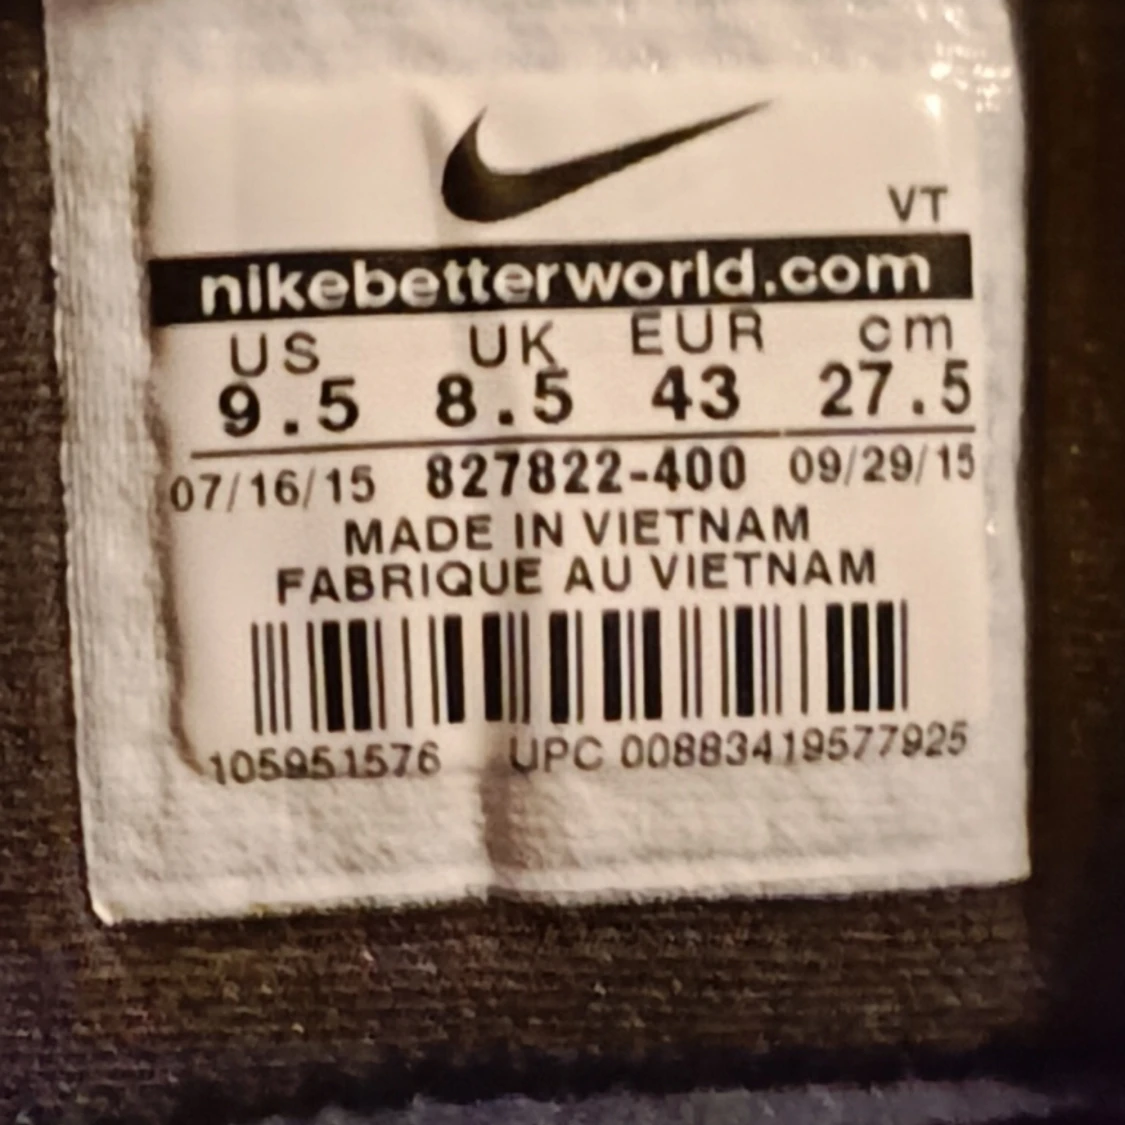 VT
nikebetterworld.com
US UK EUR cm
9.5 8.5 43 27.5
07/16/15 827822-400 09/29/15
MADE IN VIETNAM
FABRIQUE AU VIETNAM
105951576 UPC 00883419577925